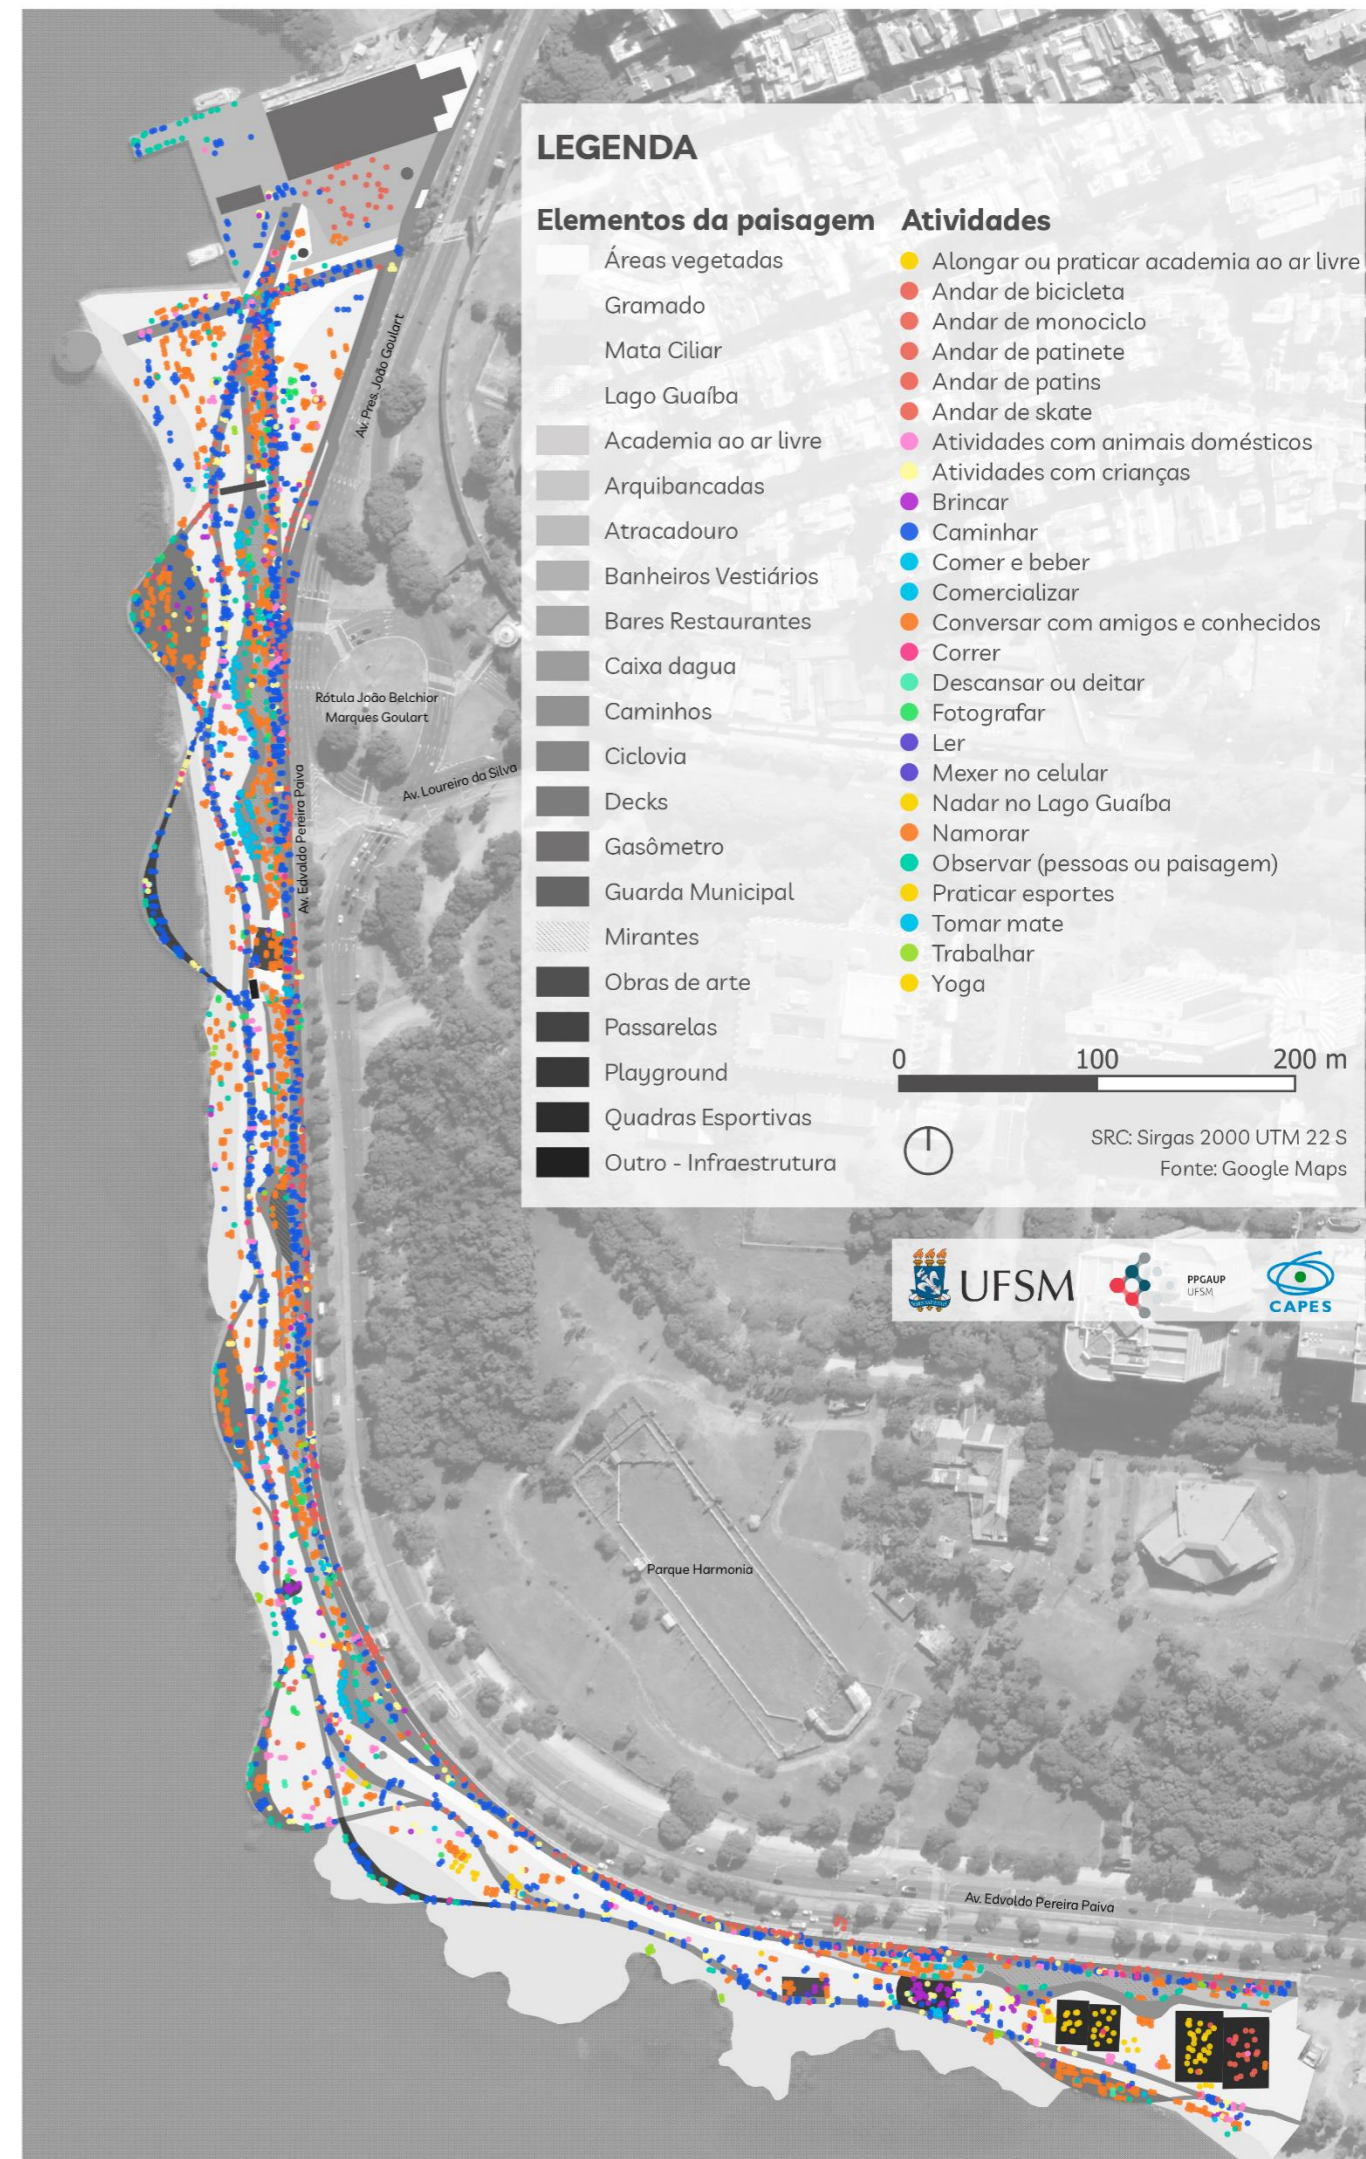 LEGENDA
Elementos da paisagem
Áreas vegetadas
Gramado
Mata Ciliar
Lago Guaíba
Academia ao ar livre
Arquibancadas
Atracadouro
Banheiros Vestiários
Bares Restaurantes
Caixa dagua
Caminhos
Ciclovia
Decks
Gasômetro
Guarda Municipal
Mirantes
Obras de arte
Passarelas
Playground
Quadras Esportivas
Outro - Infraestrutura
Atividades
Alongar ou praticar academia ao ar livre
Andar de bicicleta
Andar de monociclo
Andar de patinete
Andar de patins
Andar de skate
Atividades com animais domésticos
Atividades com crianças
Brincar
Caminhar
Comer e beber
Comercializar
Conversar com amigos e conhecidos
Correr
Descansar ou deitar
Fotografar
Ler
Mexer no celular
Nadar no Lago Guaíba
Namorar
Observar (pessoas ou paisagem)
Praticar esportes
Tomar mate
Trabalhar
Yoga
0 100 200 m
SRC: Sirgas 2000 UTM 22 S
Fonte: Google Maps
UFSM
PPGAUP
UFSM
CAPES
Av. Pres. João Goulart
Rótula João Belchior
Marques Goulart
Av. Loureiro da Silva
Av. Edvaldo Pereira Paiva
Parque Harmonia
Av. Edvaldo Pereira Paiva